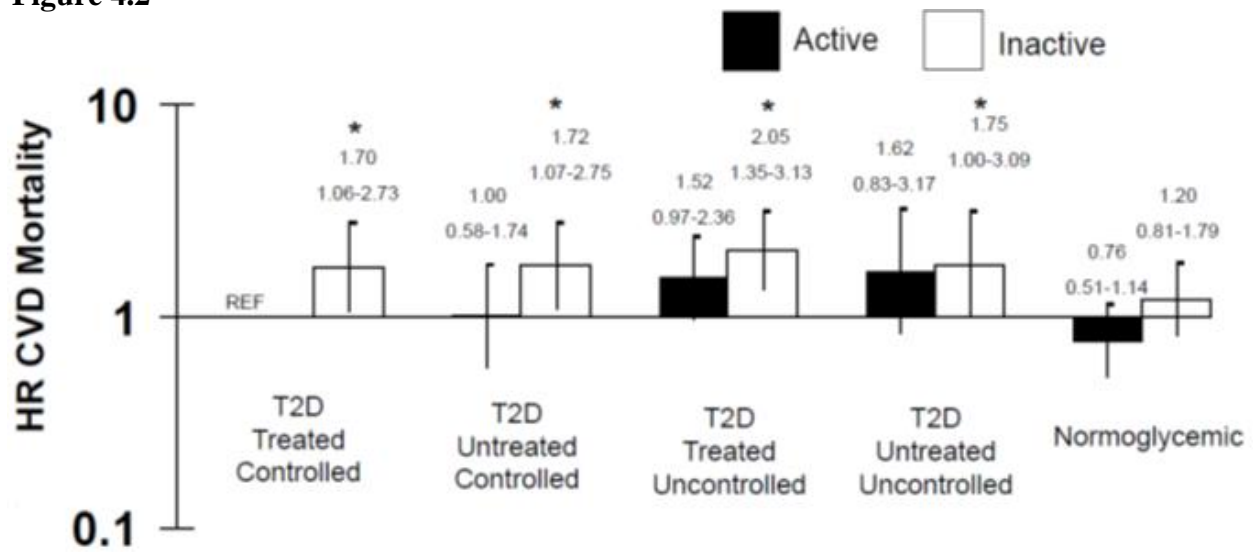 Figure 4.2
Active
Inactive
HR CVD Mortality
10
1
0.1
REF
*
1.70
1.06-2.73
1.00
0.58-1.74
*
1.72
1.07-2.75
1.52
0.97-2.36
*
2.05
1.35-3.13
1.62
0.83-3.17
*
1.75
1.00-3.09
0.76
0.51-1.14
1.20
0.81-1.79
T2D
Treated
Controlled
T2D
Untreated
Controlled
T2D
Treated
Uncontrolled
T2D
Untreated
Uncontrolled
Normoglycemic